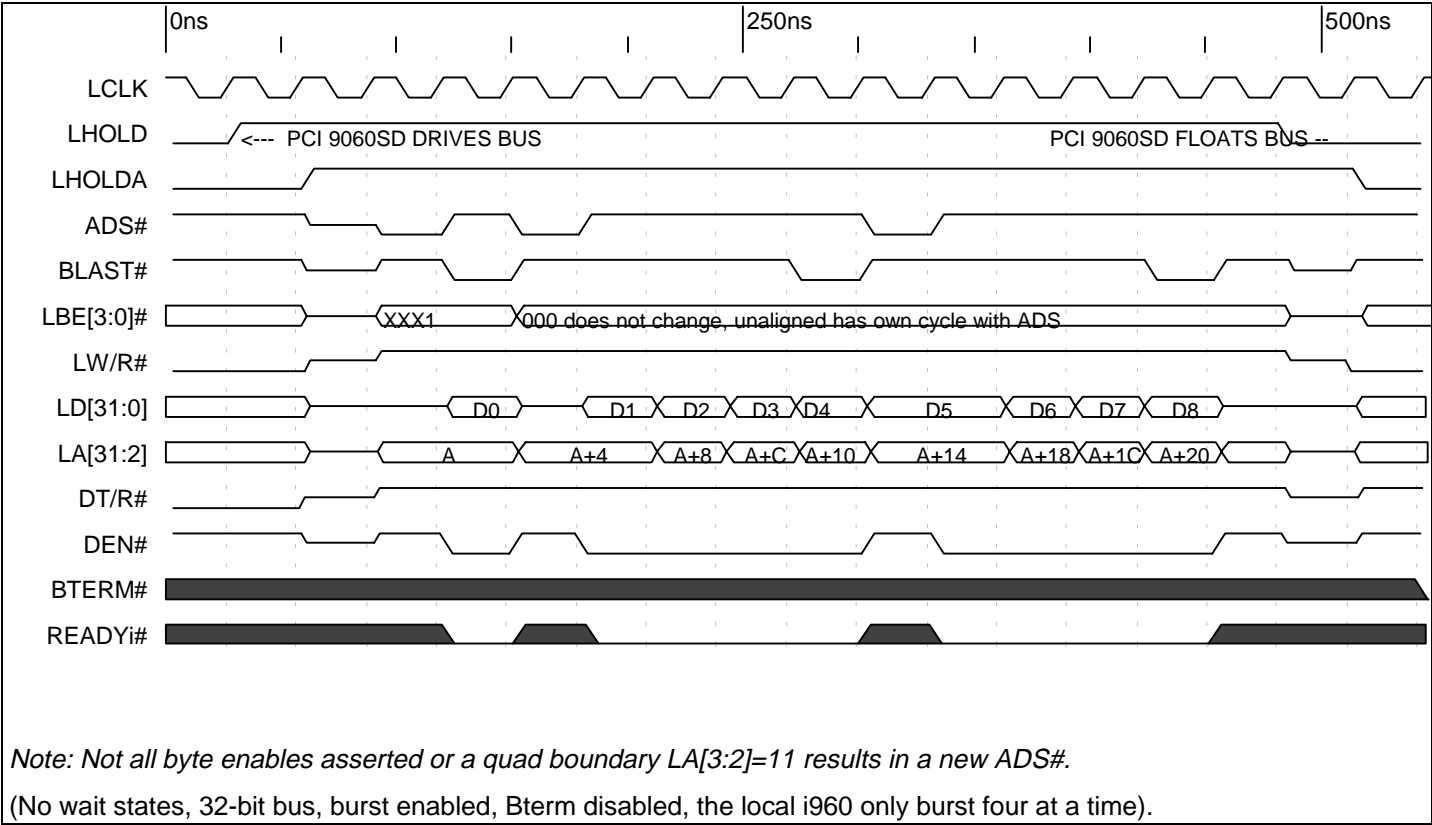 0ns 250ns 500ns
LCLK
LHOLD <--- PCI 9060SD DRIVES BUS PCI 9060SD FLOATS BUS --
LHOLDA
ADS#
BLAST#
LBE[3:0]# XXX1 000 does not change, unaligned has own cycle with ADS
LW/R#
LD[31:0] D0 D1 D2 D3 D4 D5 D6 D7 D8
LA[31:2] A A+4 A+8 A+C A+10 A+14 A+18 A+1C A+20
DT/R#
DEN#
BTERM#
READYi#
Note: Not all byte enables asserted or a quad boundary LA[3:2]=11 results in a new ADS#.
(No wait states, 32-bit bus, burst enabled, Bterm disabled, the local i960 only burst four at a time).